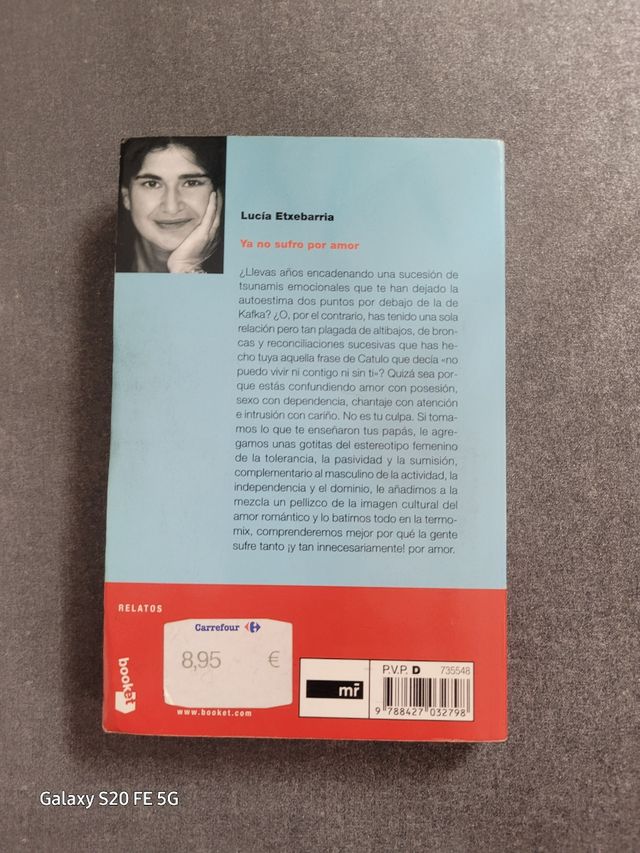 Lucía Etxebarria
Ya no sufro por amor
¿Llevas años encadenando una sucesión de
tsunamis emocionales que te han dejado la
autoestima dos puntos por debajo de la de
Kafka? ¿O, por el contrario, has tenido una sola
relación pero tan plagada de altibajos, de bron-
cas y reconciliaciones sucesivas que has he-
cho tuya aquella frase de Catulo que decía «no
puedo vivir ni contigo ni sin ti»? Quizá sea por-
que estás confundiendo amor con posesión,
sexo con dependencia, chantaje con atención
e intrusión con cariño. No es tu culpa. Si toma-
mos lo que te enseñaron tus papás, le agre-
gamos unas gotitas del estereotipo femenino
de la tolerancia, la pasividad y la sumisión,
complementario al masculino de la actividad, la
independencia y el dominio, le añadimos a la
mezcla un pellizco de la imagen cultural del
amor romántico y lo batimos todo en la termo-
mix, comprenderemos mejor por qué la gente
sufre tanto ¡y tan innecesariamente! por amor.
RELATOS
Carrefour
8,95 €
booket
www.booket.com
mr
P.V.P. D 735548
9 788427 032798
Galaxy S20 FE 5G